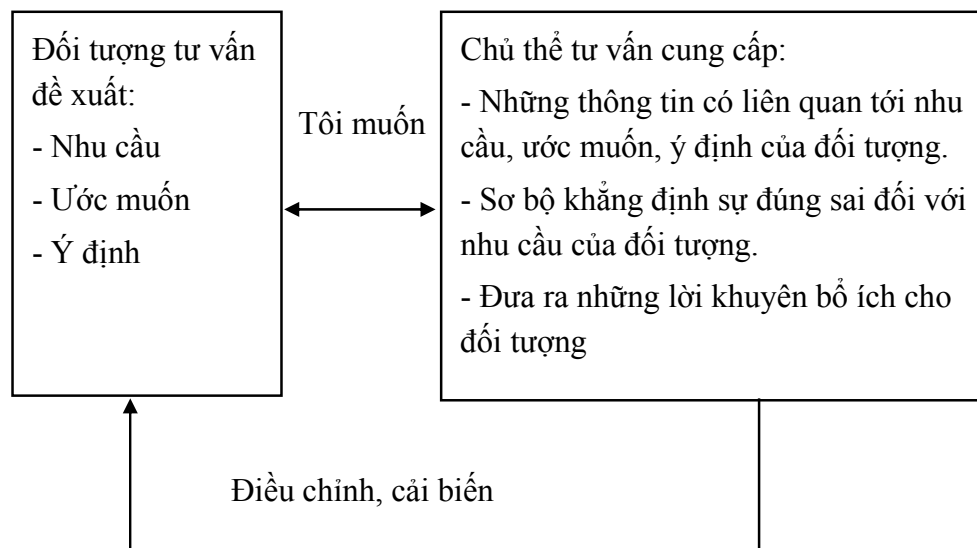 Đối tượng tư vấn
đề xuất:
- Nhu cầu
- Ước muốn
- Ý định
Tôi muốn
Chủ thể tư vấn cung cấp:
- Những thông tin có liên quan tới nhu
cầu, ước muốn, ý định của đối tượng.
- Sơ bộ khẳng định sự đúng sai đối với
nhu cầu của đối tượng.
- Đưa ra những lời khuyên bổ ích cho
đối tượng
Điều chỉnh, cải biến